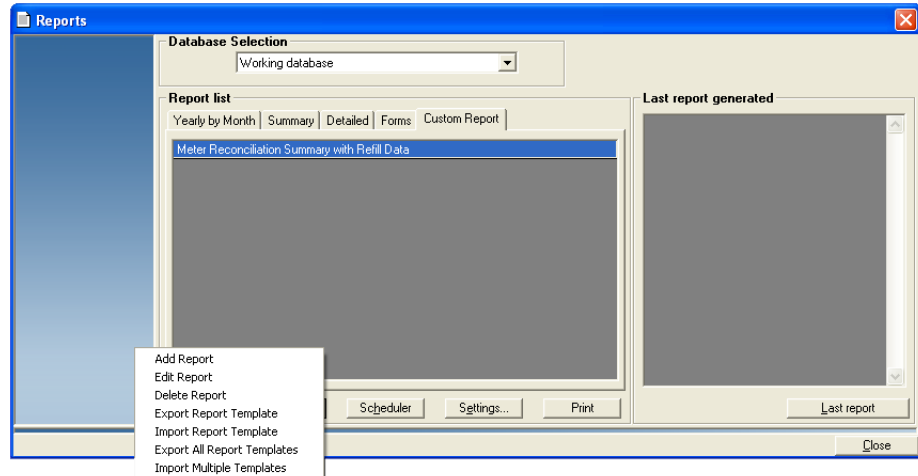 Reports
Database Selection
Working database
Report list
Yearly by Month Summary Detailed Forms Custom Report
Meter Reconciliation Summary with Refill Data
Last report generated
Add Report
Edit Report
Delete Report
Export Report Template
Import Report Template
Export All Report Templates
Import Multiple Templates
Scheduler Settings... Print
Last report
Close